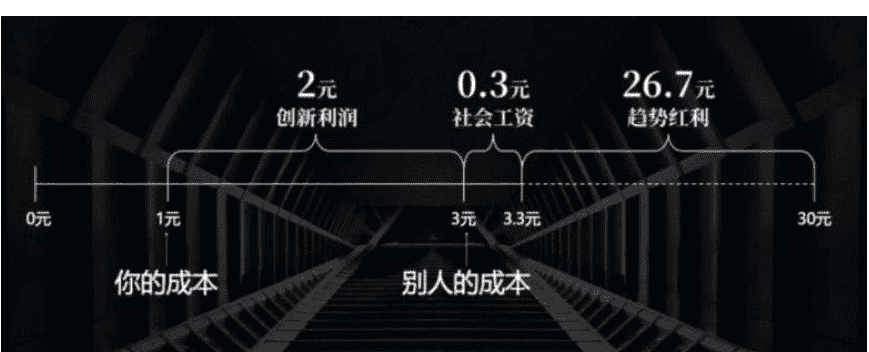 2元
创新利润
0.3元
社会工资
26.7元
趋势红利
0元
1元
3元
3.3元
30元
你的成本
别人的成本